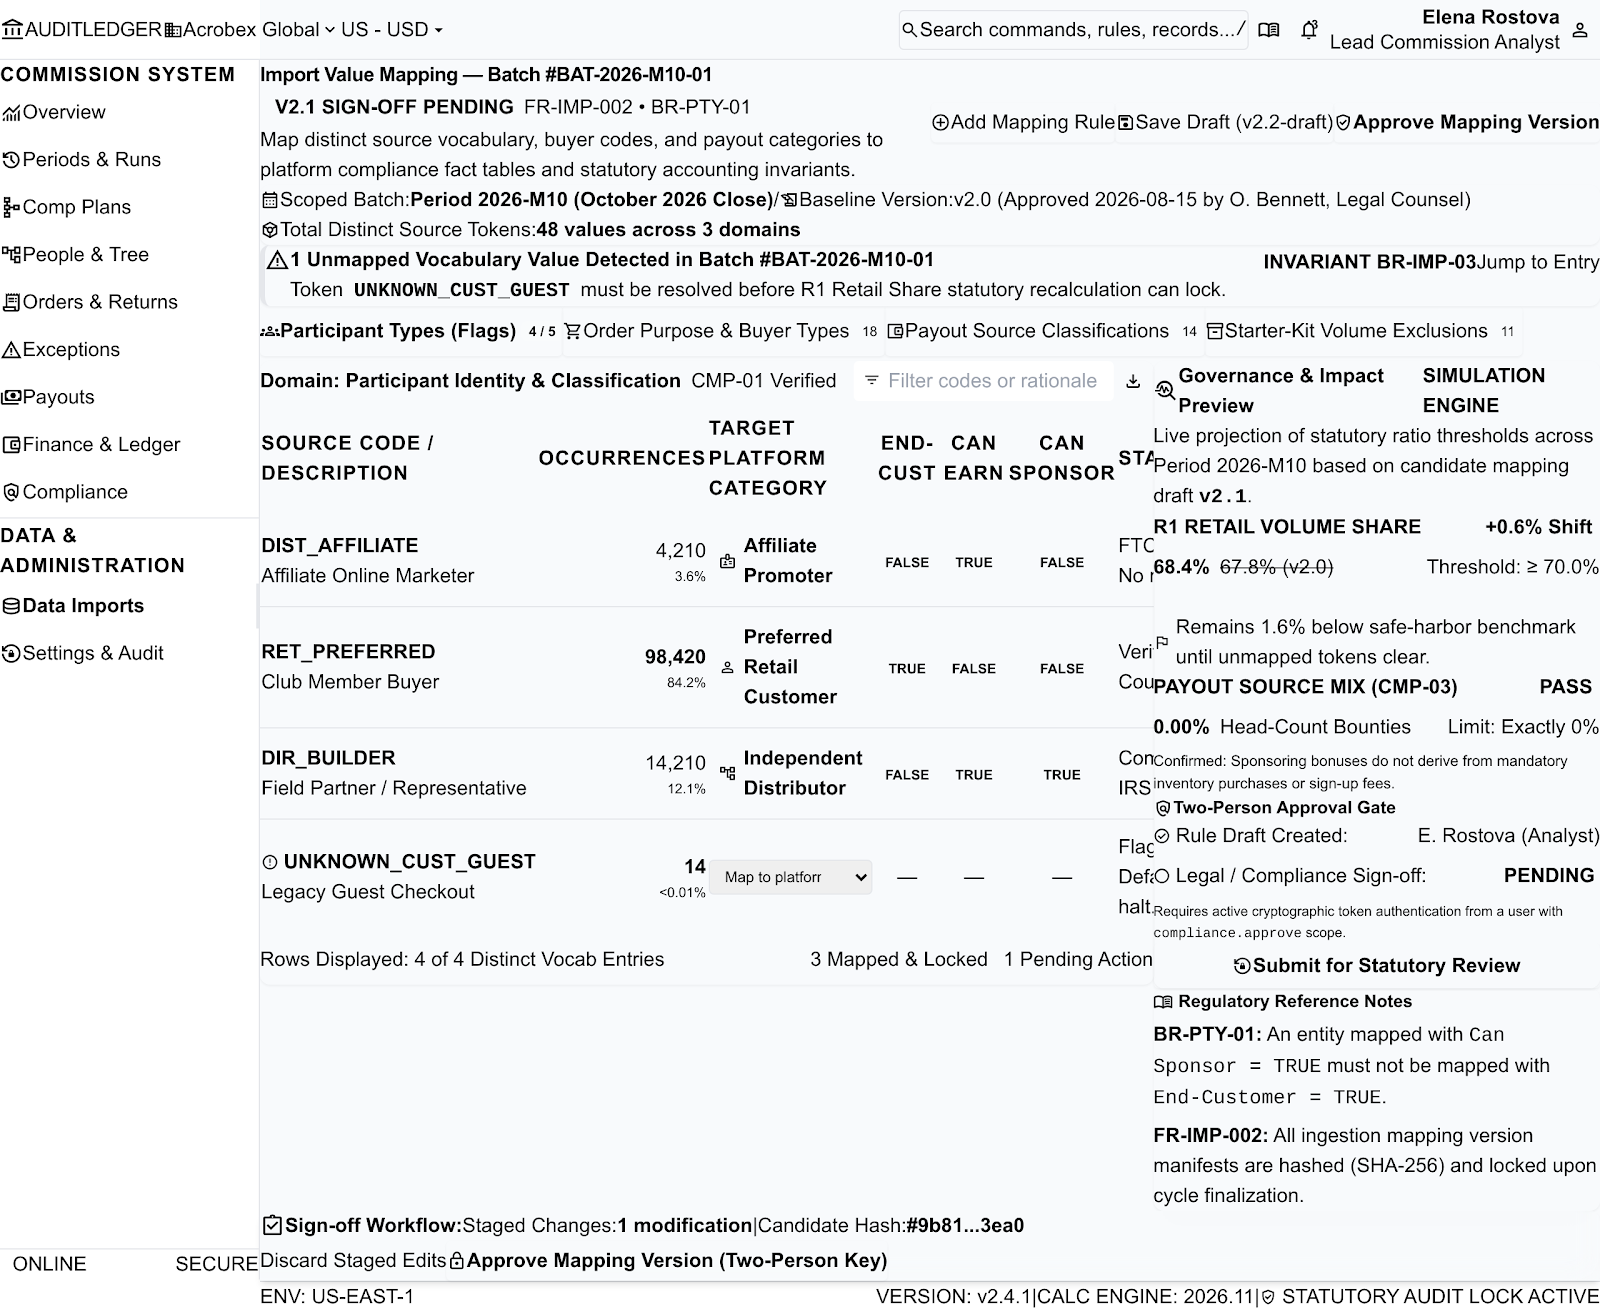 AUDITLEDGER Acrobex Global US - USD Search commands, rules, records... / 3 Elena Rostova
Lead Commission Analyst
COMMISSION SYSTEM
Overview
Periods & Runs
Comp Plans
People & Tree
Orders & Returns
Exceptions
Payouts
Finance & Ledger
Compliance
DATA &
ADMINISTRATION
Data Imports
Settings & Audit
ONLINE SECURE
Import Value Mapping — Batch #BAT-2026-M10-01
V2.1 SIGN-OFF PENDING FR-IMP-002 • BR-PTY-01
Map distinct source vocabulary, buyer codes, and payout categories to
platform compliance fact tables and statutory accounting invariants.
Add Mapping Rule Save Draft (v2.2-draft) Approve Mapping Version
Scoped Batch: Period 2026-M10 (October 2026 Close) / Baseline Version: v2.0 (Approved 2026-08-15 by O. Bennett, Legal Counsel)
Total Distinct Source Tokens: 48 values across 3 domains
1 Unmapped Vocabulary Value Detected in Batch #BAT-2026-M10-01
Token UNKNOWN_CUST_GUEST must be resolved before R1 Retail Share statutory recalculation can lock.
INVARIANT BR-IMP-03 Jump to Entry
Participant Types (Flags) 4 / 5 Order Purpose & Buyer Types 18 Payout Source Classifications 14 Starter-Kit Volume Exclusions 11
Domain: Participant Identity & Classification CMP-01 Verified Filter codes or rationale
SOURCE CODE /
DESCRIPTION
OCCURRENCES
TARGET
PLATFORM
CATEGORY
END-
CUST
CAN
EARN
CAN
SPONSOR
STA
DIST_AFFILIATE
Affiliate Online Marketer
4,210
3.6%
Affiliate
Promoter
FALSE TRUE FALSE
FTC
No r
RET_PREFERRED
Club Member Buyer
98,420
84.2%
Preferred
Retail
Customer
TRUE FALSE FALSE
Veri
Cou
DIR_BUILDER
Field Partner / Representative
14,210
12.1%
Independent
Distributor
FALSE TRUE TRUE
Con
IRS
UNKNOWN_CUST_GUEST
Legacy Guest Checkout
14
<0.01%
Map to platforr
— — —
Flag
Defa
halt.
Rows Displayed: 4 of 4 Distinct Vocab Entries 3 Mapped & Locked 1 Pending Action
Governance & Impact
Preview
SIMULATION
ENGINE
Live projection of statutory ratio thresholds across
Period 2026-M10 based on candidate mapping
draft v2.1.
R1 RETAIL VOLUME SHARE +0.6% Shift
68.4% 67.8% (v2.0) Threshold: ≥ 70.0%
Remains 1.6% below safe-harbor benchmark
until unmapped tokens clear.
PAYOUT SOURCE MIX (CMP-03) PASS
0.00% Head-Count Bounties Limit: Exactly 0%
Confirmed: Sponsoring bonuses do not derive from mandatory
inventory purchases or sign-up fees.
Two-Person Approval Gate
Rule Draft Created: E. Rostova (Analyst)
Legal / Compliance Sign-off: PENDING
Requires active cryptographic token authentication from a user with
compliance.approve scope.
Submit for Statutory Review
Regulatory Reference Notes
BR-PTY-01: An entity mapped with Can
Sponsor = TRUE must not be mapped with
End-Customer = TRUE.
FR-IMP-002: All ingestion mapping version
manifests are hashed (SHA-256) and locked upon
cycle finalization.
Sign-off Workflow: Staged Changes: 1 modification | Candidate Hash: #9b81...3ea0
Discard Staged Edits Approve Mapping Version (Two-Person Key)
ENV: US-EAST-1 VERSION: v2.4.1 | CALC ENGINE: 2026.11 | STATUTORY AUDIT LOCK ACTIVE